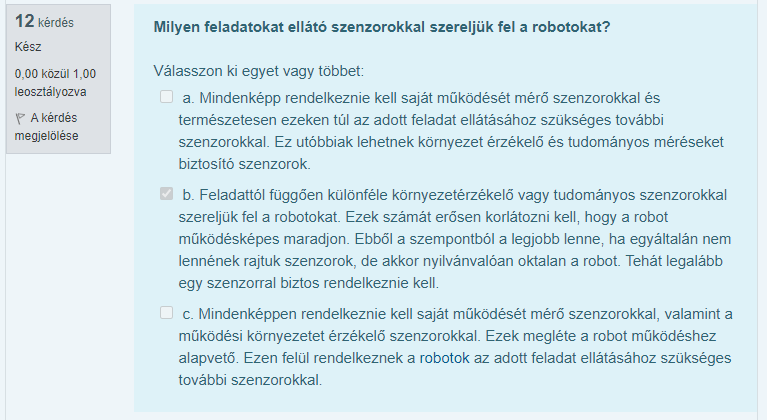 12 kérdés
Kész
0,00 közül 1,00
leosztályozva
A kérdés
megjelölése
Milyen feladatokat ellátó szenzorokkal szereljük fel a robotokat?
Válasszon ki egyet vagy többet:
a. Mindenképp rendelkeznie kell saját működését mérő szenzorokkal és
természetesen ezeken túl az adott feladat ellátásához szükséges további
szenzorokkal. Ez utóbbiak lehetnek környezet érzékelő és tudományos méréseket
biztosító szenzorok.
b. Feladattól függően különféle környezetérzékelő vagy tudományos szenzorokkal
szereljük fel a robotokat. Ezek számát erősen korlátozni kell, hogy a robot
működésképes maradjon. Ebből a szempontból a legjobb lenne, ha egyáltalán nem
lennének rajtuk szenzorok, de akkor nyilvánvalóan oktalan a robot. Tehát legalább
egy szenzorral biztos rendelkeznie kell.
c. Mindenképpen rendelkeznie kell saját működését mérő szenzorokkal, valamint a
működési környezetet érzékelő szenzorokkal. Ezek megléte a robot működéshez
alapvető. Ezen felül rendelkeznek a robotok az adott feladat ellátásához szükséges
további szenzorokkal.